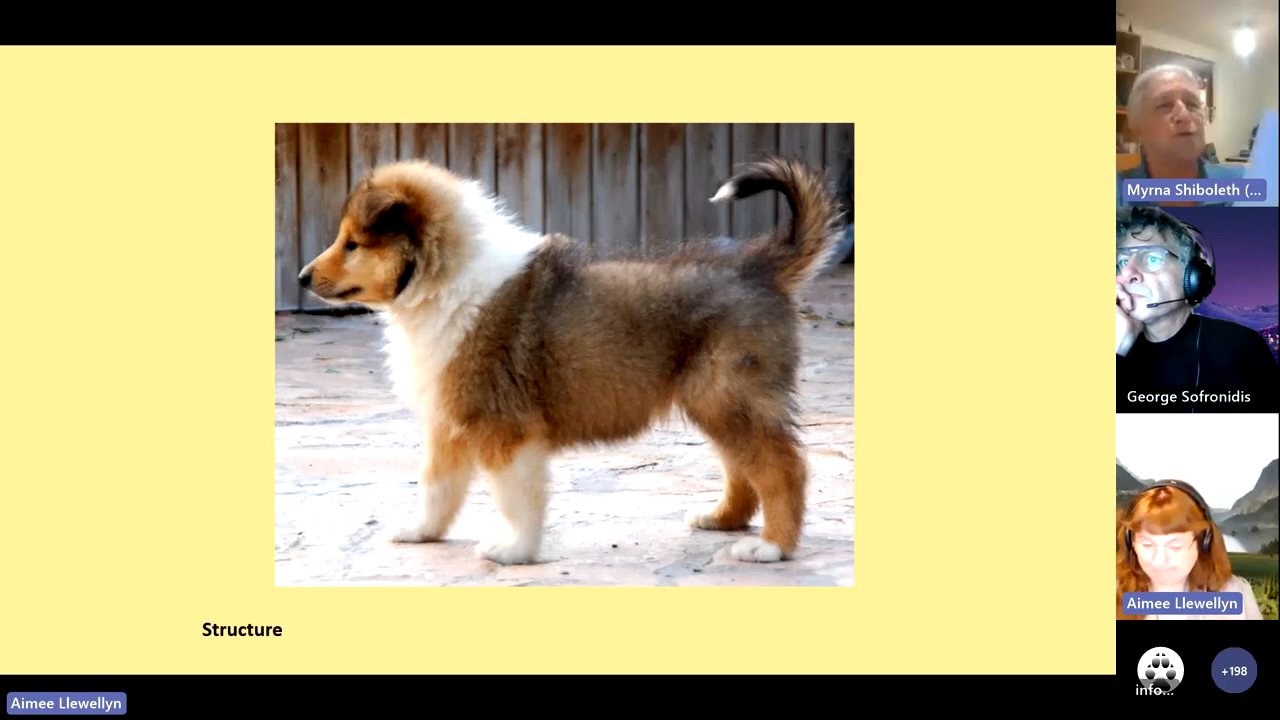 Structure
Aimee Llewellyn
Myrna Shiboleth (...
George Sofronidis
Aimee Llewellyn
info...
+198